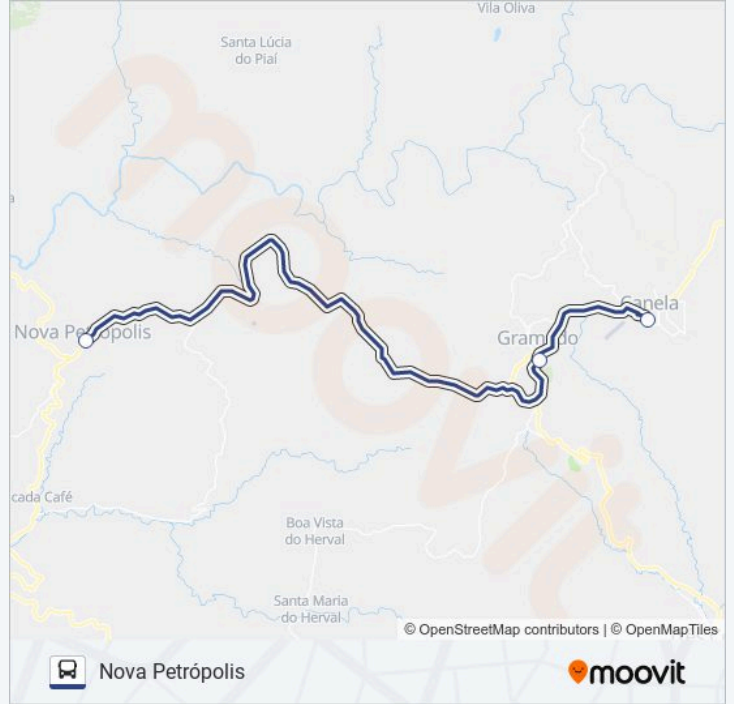 Vila Oliva
Santa Lúcia
do Piaí
Canela
Nova Petrópolis
Gramado
cada Café
Boa Vista
do Herval
Santa Maria
do Herval
moovit
© OpenStreetMap contributors | © OpenMapTiles
Nova Petrópolis
moovit